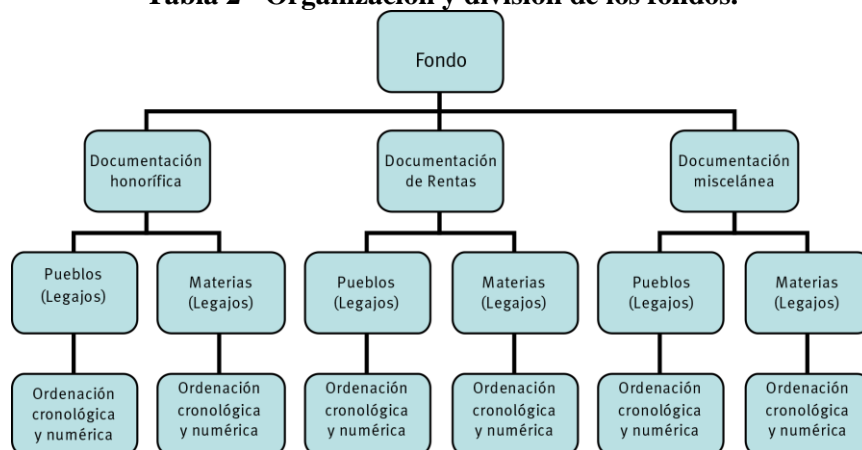 Tabla 2 - Organización y división de los fondos.
Fondo
Documentación
honorífica
Documentación
de Rentas
Documentación
miscelánea
Pueblos
(Legajos)
Materias
(Legajos)
Pueblos
(Legajos)
Materias
(Legajos)
Pueblos
(Legajos)
Materias
(Legajos)
Ordenación
cronológica
y numérica
Ordenación
cronológica
y numérica
Ordenación
cronológica
y numérica
Ordenación
cronológica
y numérica
Ordenación
cronológica
y numérica
Ordenación
cronológica
y numérica